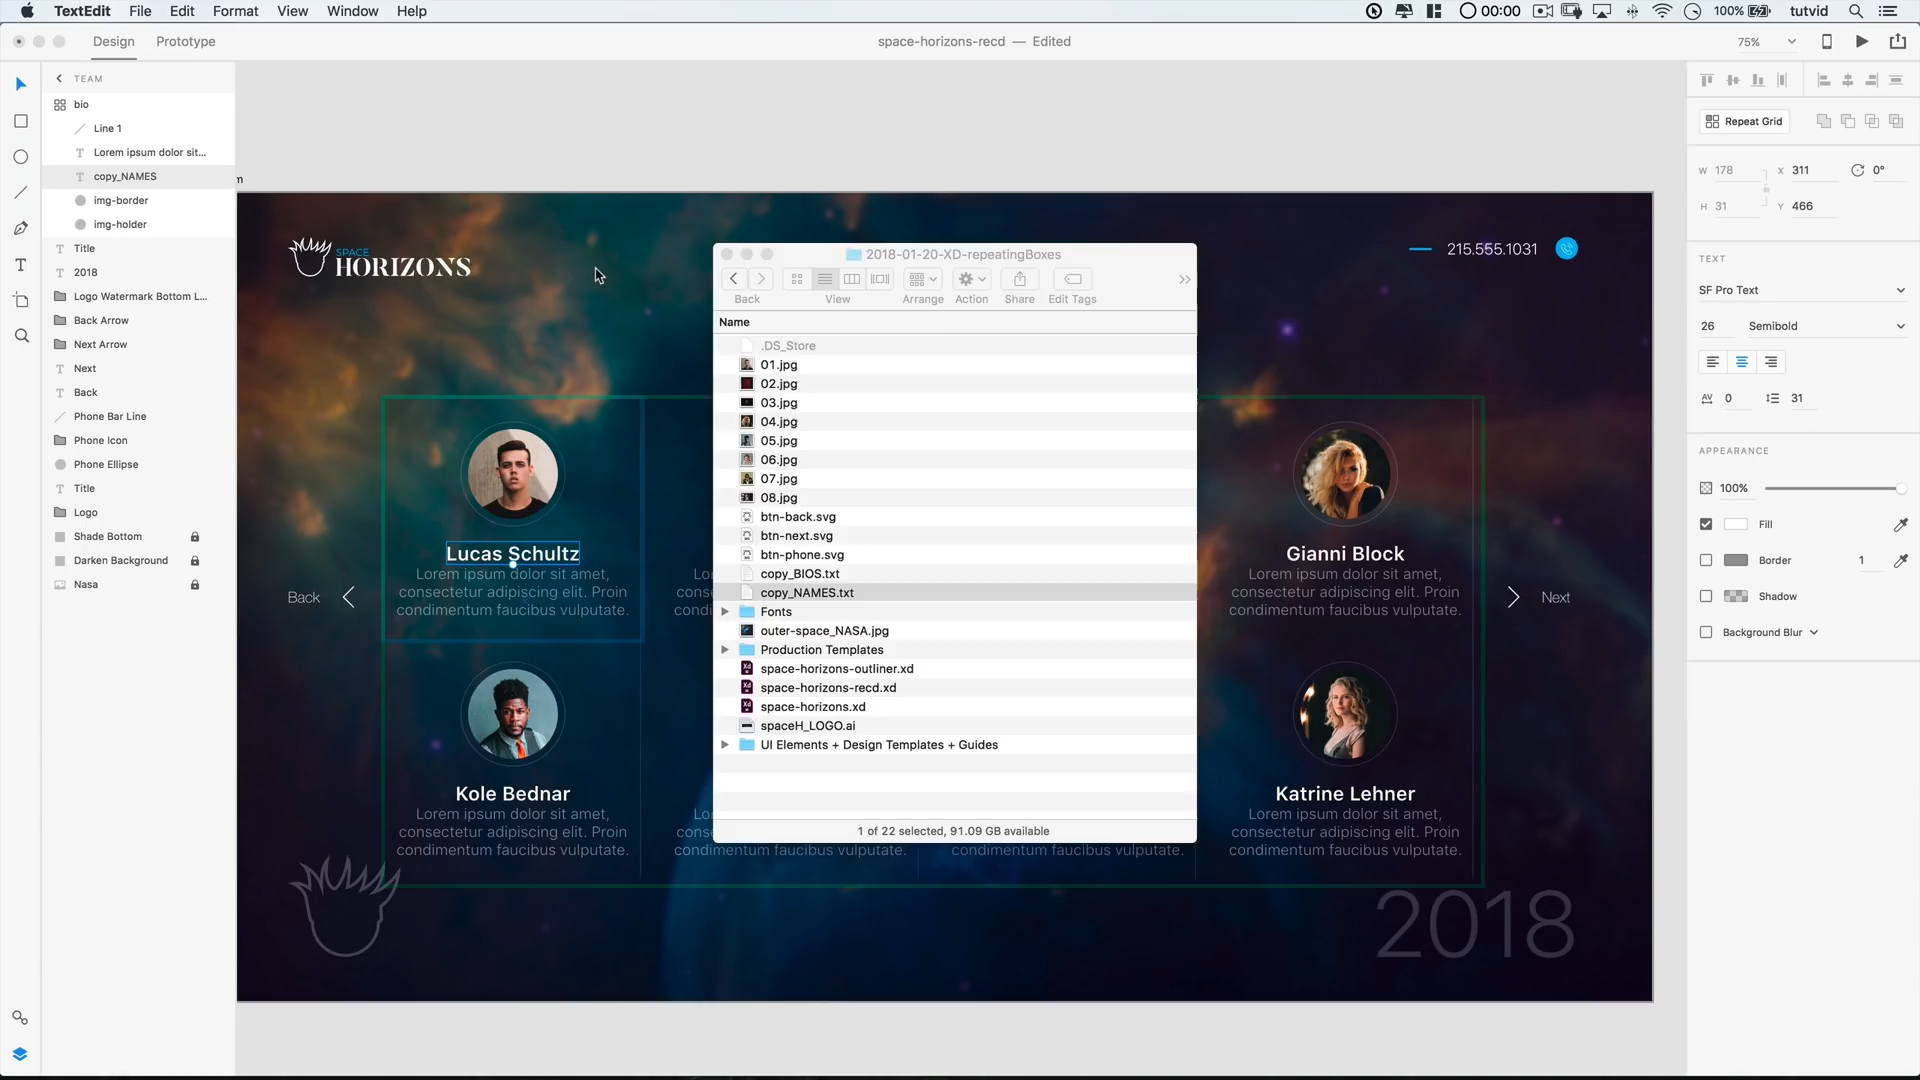 TextEdit File Edit Format View Window Help
00:00 100% tutvid
Design Prototype
space-horizons-recd — Edited
75%
TEAM
bio
Line 1
Lorem ipsum dolor sit...
copy_NAMES
img-border
img-holder
Title
2018
Logo Watermark Bottom L...
Back Arrow
Next Arrow
Next
Back
Phone Bar Line
Phone Icon
Phone Ellipse
Title
Logo
Shade Bottom
Darken Background
Nasa
m
SPACE
HORIZONS
215.555.1031
Back
Lucas Schultz
Lorem ipsum dolor sit amet,
consectetur adipiscing elit. Proin
condimentum faucibus vulputate.
Lo
con
condi
Gianni Block
Lorem ipsum dolor sit amet,
consectetur adipiscing elit. Proin
condimentum faucibus vulputate.
Next
Kole Bednar
Lorem ipsum dolor sit amet,
consectetur adipiscing elit. Proin
condimentum faucibus vulputate.
Lo
con
condimentum faucibus vulputate.
condimentum faucibus vulputate.
Katrine Lehner
Lorem ipsum dolor sit amet,
consectetur adipiscing elit. Proin
condimentum faucibus vulputate.
2018
2018-01-20-XD-repeatingBoxes
Back View Arrange Action Share Edit Tags
Name
.DS_Store
01.jpg
02.jpg
03.jpg
04.jpg
05.jpg
06.jpg
07.jpg
08.jpg
btn-back.svg
btn-next.svg
btn-phone.svg
copy_BIOS.txt
copy_NAMES.txt
Fonts
outer-space_NASA.jpg
Production Templates
space-horizons-outliner.xd
space-horizons-recd.xd
space-horizons.xd
spaceH_LOGO.ai
UI Elements + Design Templates + Guides
1 of 22 selected, 91.09 GB available
Repeat Grid
W 178 X 311 0°
H 31 Y 466
TEXT
SF Pro Text
26 Semibold
AV 0 31
APPEARANCE
100%
Fill
Border 1
Shadow
Background Blur